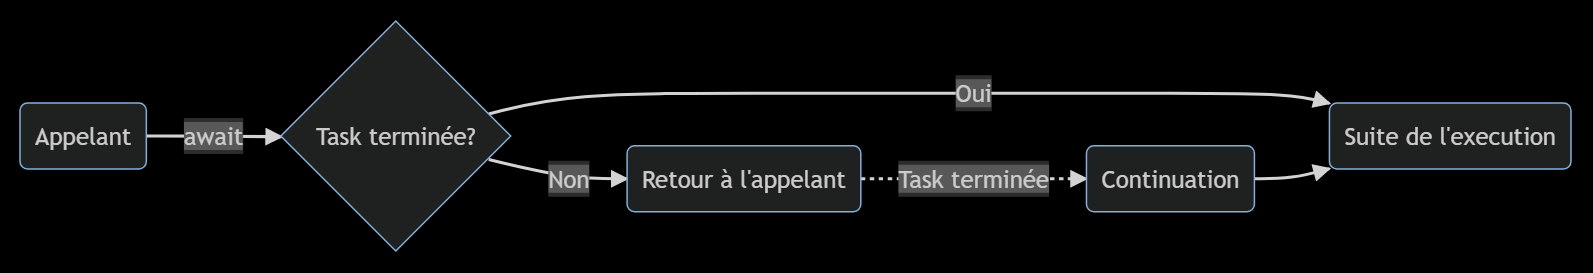 Appelant
await
Task terminée?
Oui
Non
Retour à l'appelant
Task terminée
Continuation
Suite de l'execution